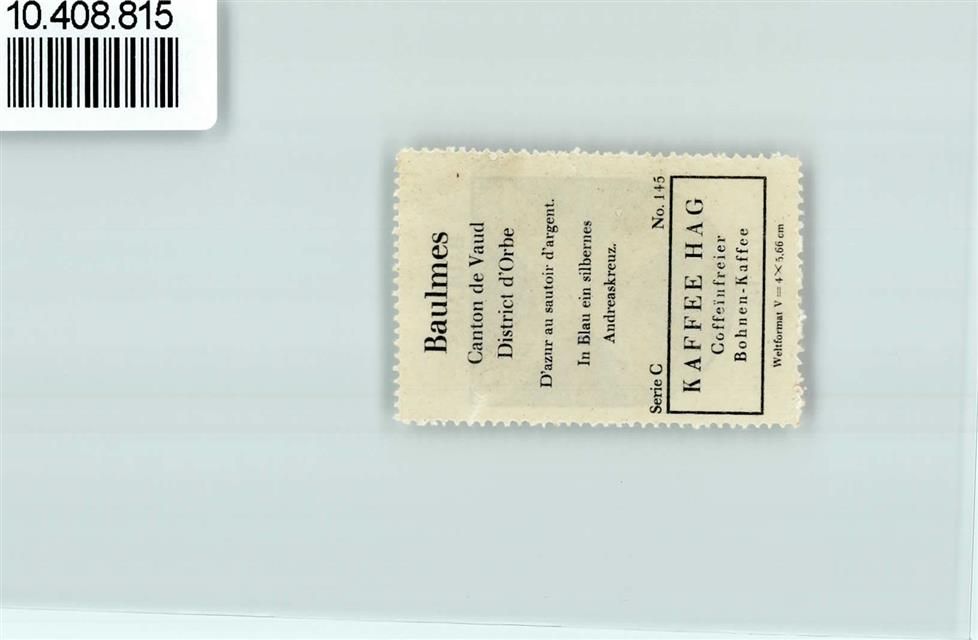 10.408.815
Baulmes
Canton de Vaud
District d'Orbe
D'azur au sautoir d'argent.
In Blau ein silbernes
Andreaskreuz.
Serie C No. 145
KAFFEE HAG
Coffeïnfreier
Bohnen-Kaffee
Weltformat V = 4 × 5,66 cm